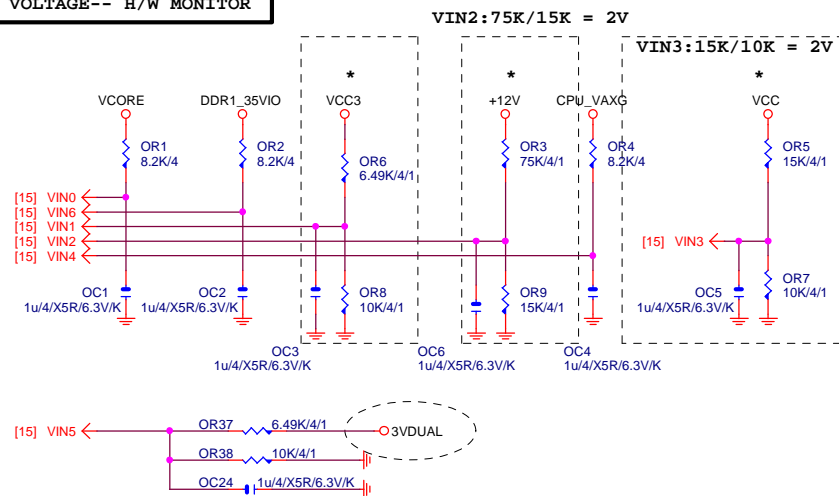 VOLTAGE-- H/W MONITOR
VIN2:75K/15K = 2V
VIN3:15K/10K = 2V
* * *
VCORE DDR1_35VIO VCC3 +12V CPU_VAXG VCC
OR1 8.2K/4
OR2 8.2K/4
OR6 6.49K/4/1
OR3 75K/4/1
OR4 8.2K/4
OR5 15K/4/1
[15] VIN0
[15] VIN6
[15] VIN1
[15] VIN2
[15] VIN4
[15] VIN3
OC1 1u/4/X5R/6.3V/K
OC2 1u/4/X5R/6.3V/K
OR8 10K/4/1
OR9 15K/4/1
OC5 1u/4/X5R/6.3V/K
OR7 10K/4/1
OC3 1u/4/X5R/6.3V/K
OC6 1u/4/X5R/6.3V/K
OC4 1u/4/X5R/6.3V/K
[15] VIN5
OR37 6.49K/4/1 3VDUAL
OR38 10K/4/1
OC24 1u/4/X5R/6.3V/K